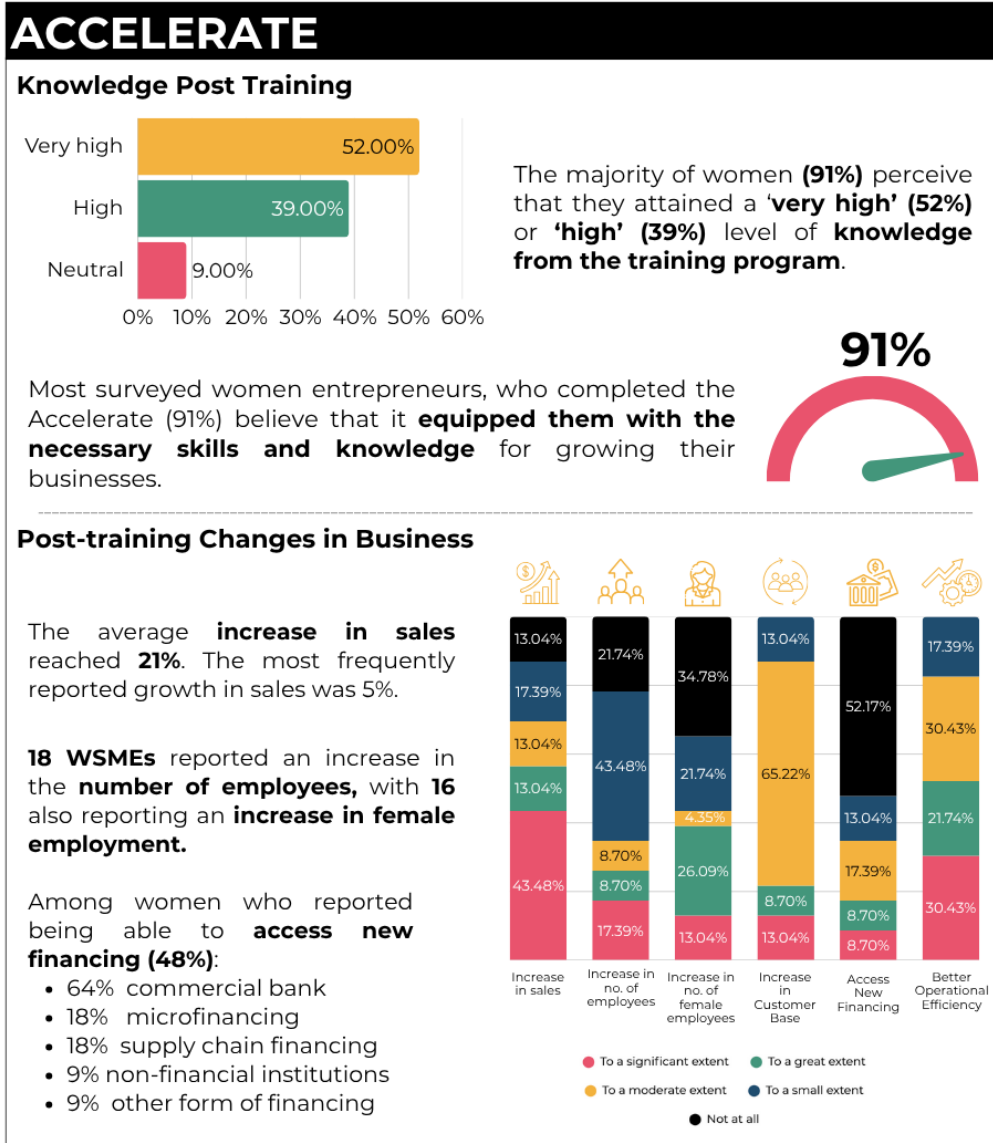 ACCELERATE
Knowledge Post Training
Very high
52.00%
High
39.00%
Neutral
9.00%
0% 10% 20% 30% 40% 50% 60%
The majority of women (91%) perceive
that they attained a ‘very high’ (52%)
or ‘high’ (39%) level of knowledge
from the training program.
91%
Most surveyed women entrepreneurs, who completed the
Accelerate (91%) believe that it equipped them with the
necessary skills and knowledge for growing their
businesses.
Post-training Changes in Business
The average increase in sales
reached 21%. The most frequently
reported growth in sales was 5%.
18 WSMEs reported an increase in
the number of employees, with 16
also reporting an increase in female
employment.
Among women who reported
being able to access new
financing (48%):
• 64% commercial bank
• 18% microfinancing
• 18% supply chain financing
• 9% non-financial institutions
• 9% other form of financing
13.04%
17.39%
13.04%
13.04%
43.48%
Increase
in sales
21.74%
43.48%
8.70%
8.70%
17.39%
Increase in
no. of
employees
34.78%
21.74%
4.35%
26.09%
13.04%
Increase in
no. of
female
employees
13.04%
65.22%
8.70%
13.04%
Increase
in
Customer
Base
52.17%
13.04%
17.39%
8.70%
8.70%
Access
New
Financing
17.39%
30.43%
21.74%
30.43%
Better
Operational
Efficiency
To a significant extent
To a great extent
To a moderate extent
To a small extent
Not at all